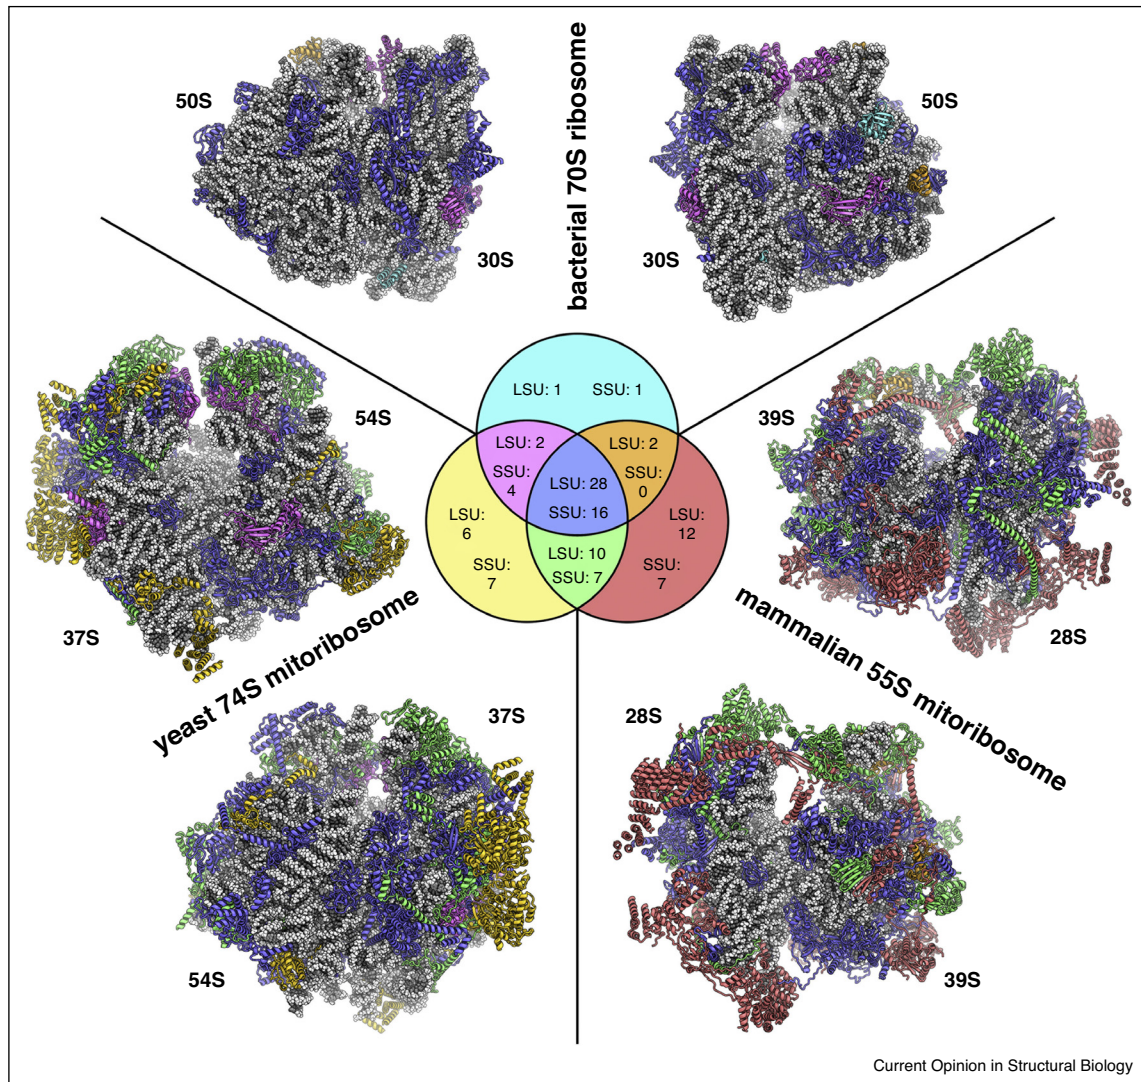 50S
30S
bacterial 70S ribosome
50S
30S
54S
37S
yeast 74S mitoribosome
39S
28S
mammalian 55S mitoribosome
LSU: 1
SSU: 1
LSU: 2
SSU:
4
LSU: 2
SSU:
0
LSU: 28
SSU: 16
LSU:
6
SSU:
7
LSU:
12
SSU:
7
LSU: 10
SSU: 7
37S
54S
28S
39S
Current Opinion in Structural Biology